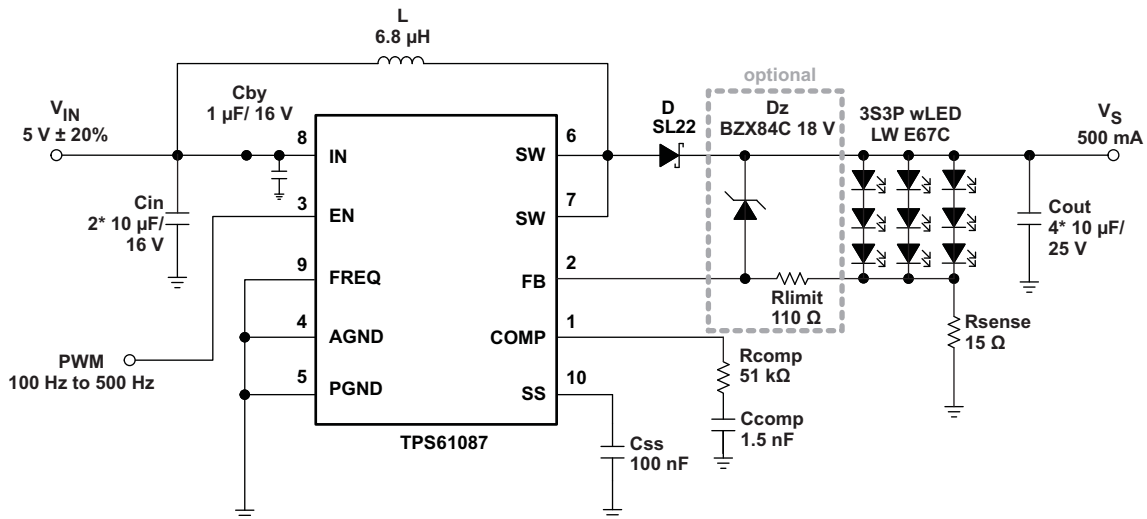 L
6.8 µH
optional
Cby
1 µF/ 16 V
VIN
5 V ± 20%
D
SL22
Dz
BZX84C 18 V
3S3P wLED
LW E67C
VS
500 mA
8
IN
SW
6
Cin
2* 10 µF/
16 V
3
EN
SW
7
Cout
4* 10 µF/
25 V
9
FREQ
FB
2
Rlimit
110 Ω
4
AGND
COMP
1
Rsense
15 Ω
PWM
100 Hz to 500 Hz
5
PGND
SS
10
Rcomp
51 kΩ
Ccomp
1.5 nF
TPS61087
Css
100 nF